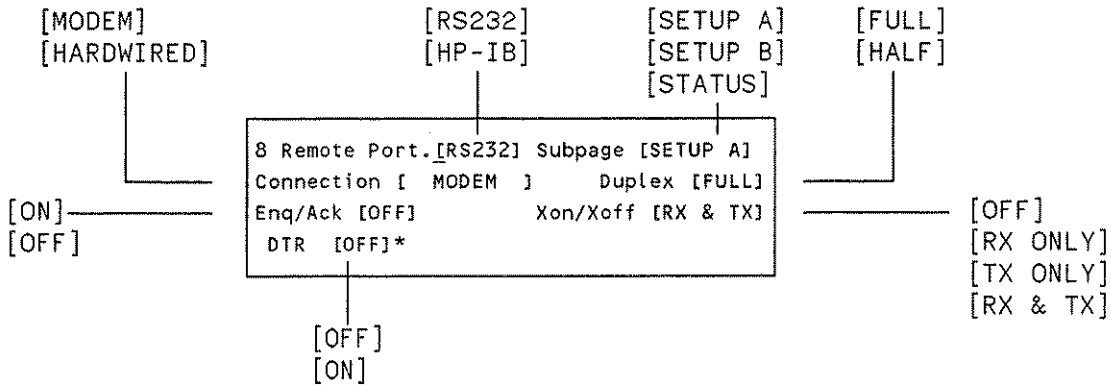 [MODEM] [RS232] [SETUP A] [FULL]
[HARDWIRED] [HP-IB] [SETUP B] [HALF]
[STATUS]
8 Remote Port.[RS232] Subpage [SETUP A]
Connection [ MODEM ] Duplex [FULL]
[ON] Enq/Ack [OFF] Xon/Xoff [RX & TX] [OFF]
[OFF] DTR [OFF]* [RX ONLY]
[TX ONLY]
[OFF] [RX & TX]
[ON]